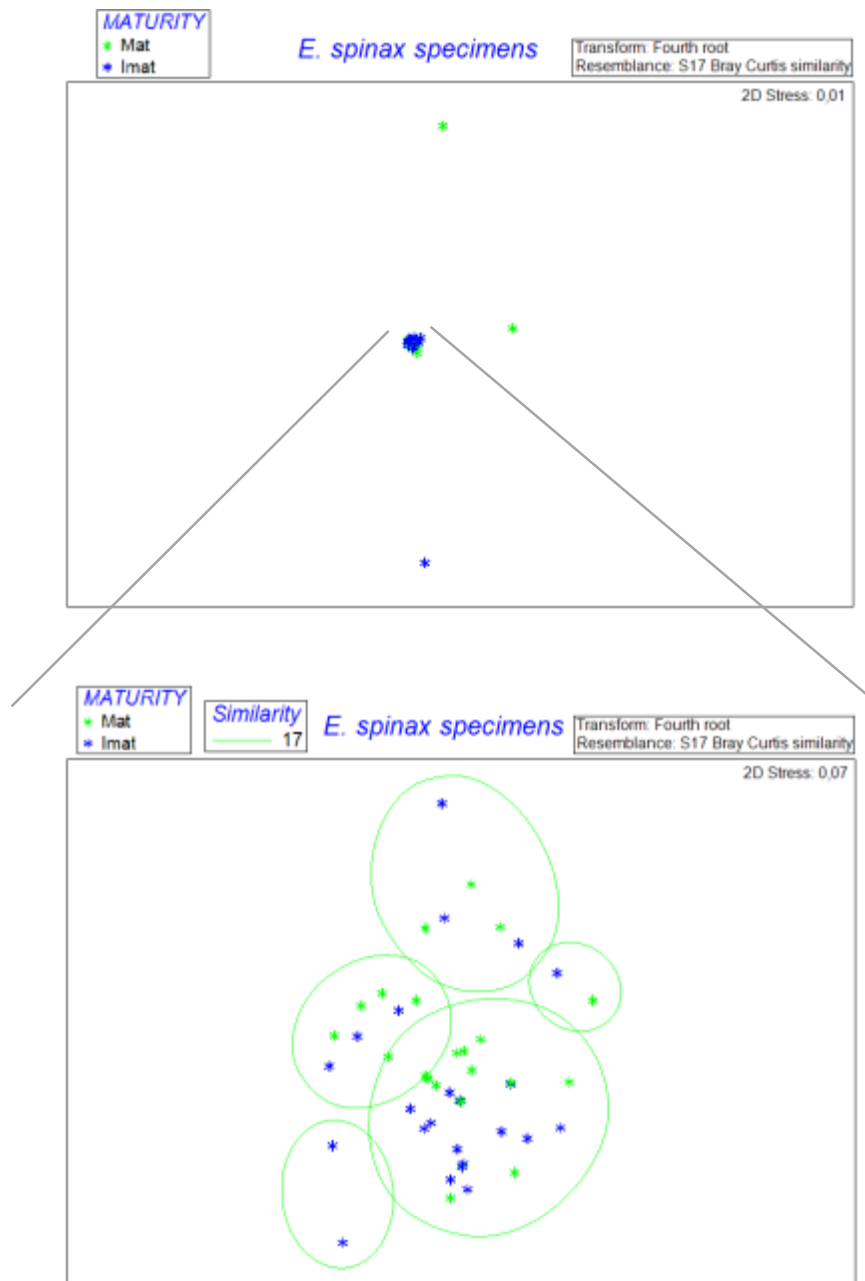 MATURITY
Mat
Imat
E. spinax specimens
Transform: Fourth root
Resemblance: S17 Bray Curtis similarity
2D Stress: 0,01
MATURITY
Mat
Imat
Similarity
17
E. spinax specimens
Transform: Fourth root
Resemblance: S17 Bray Curtis similarity
2D Stress: 0,07